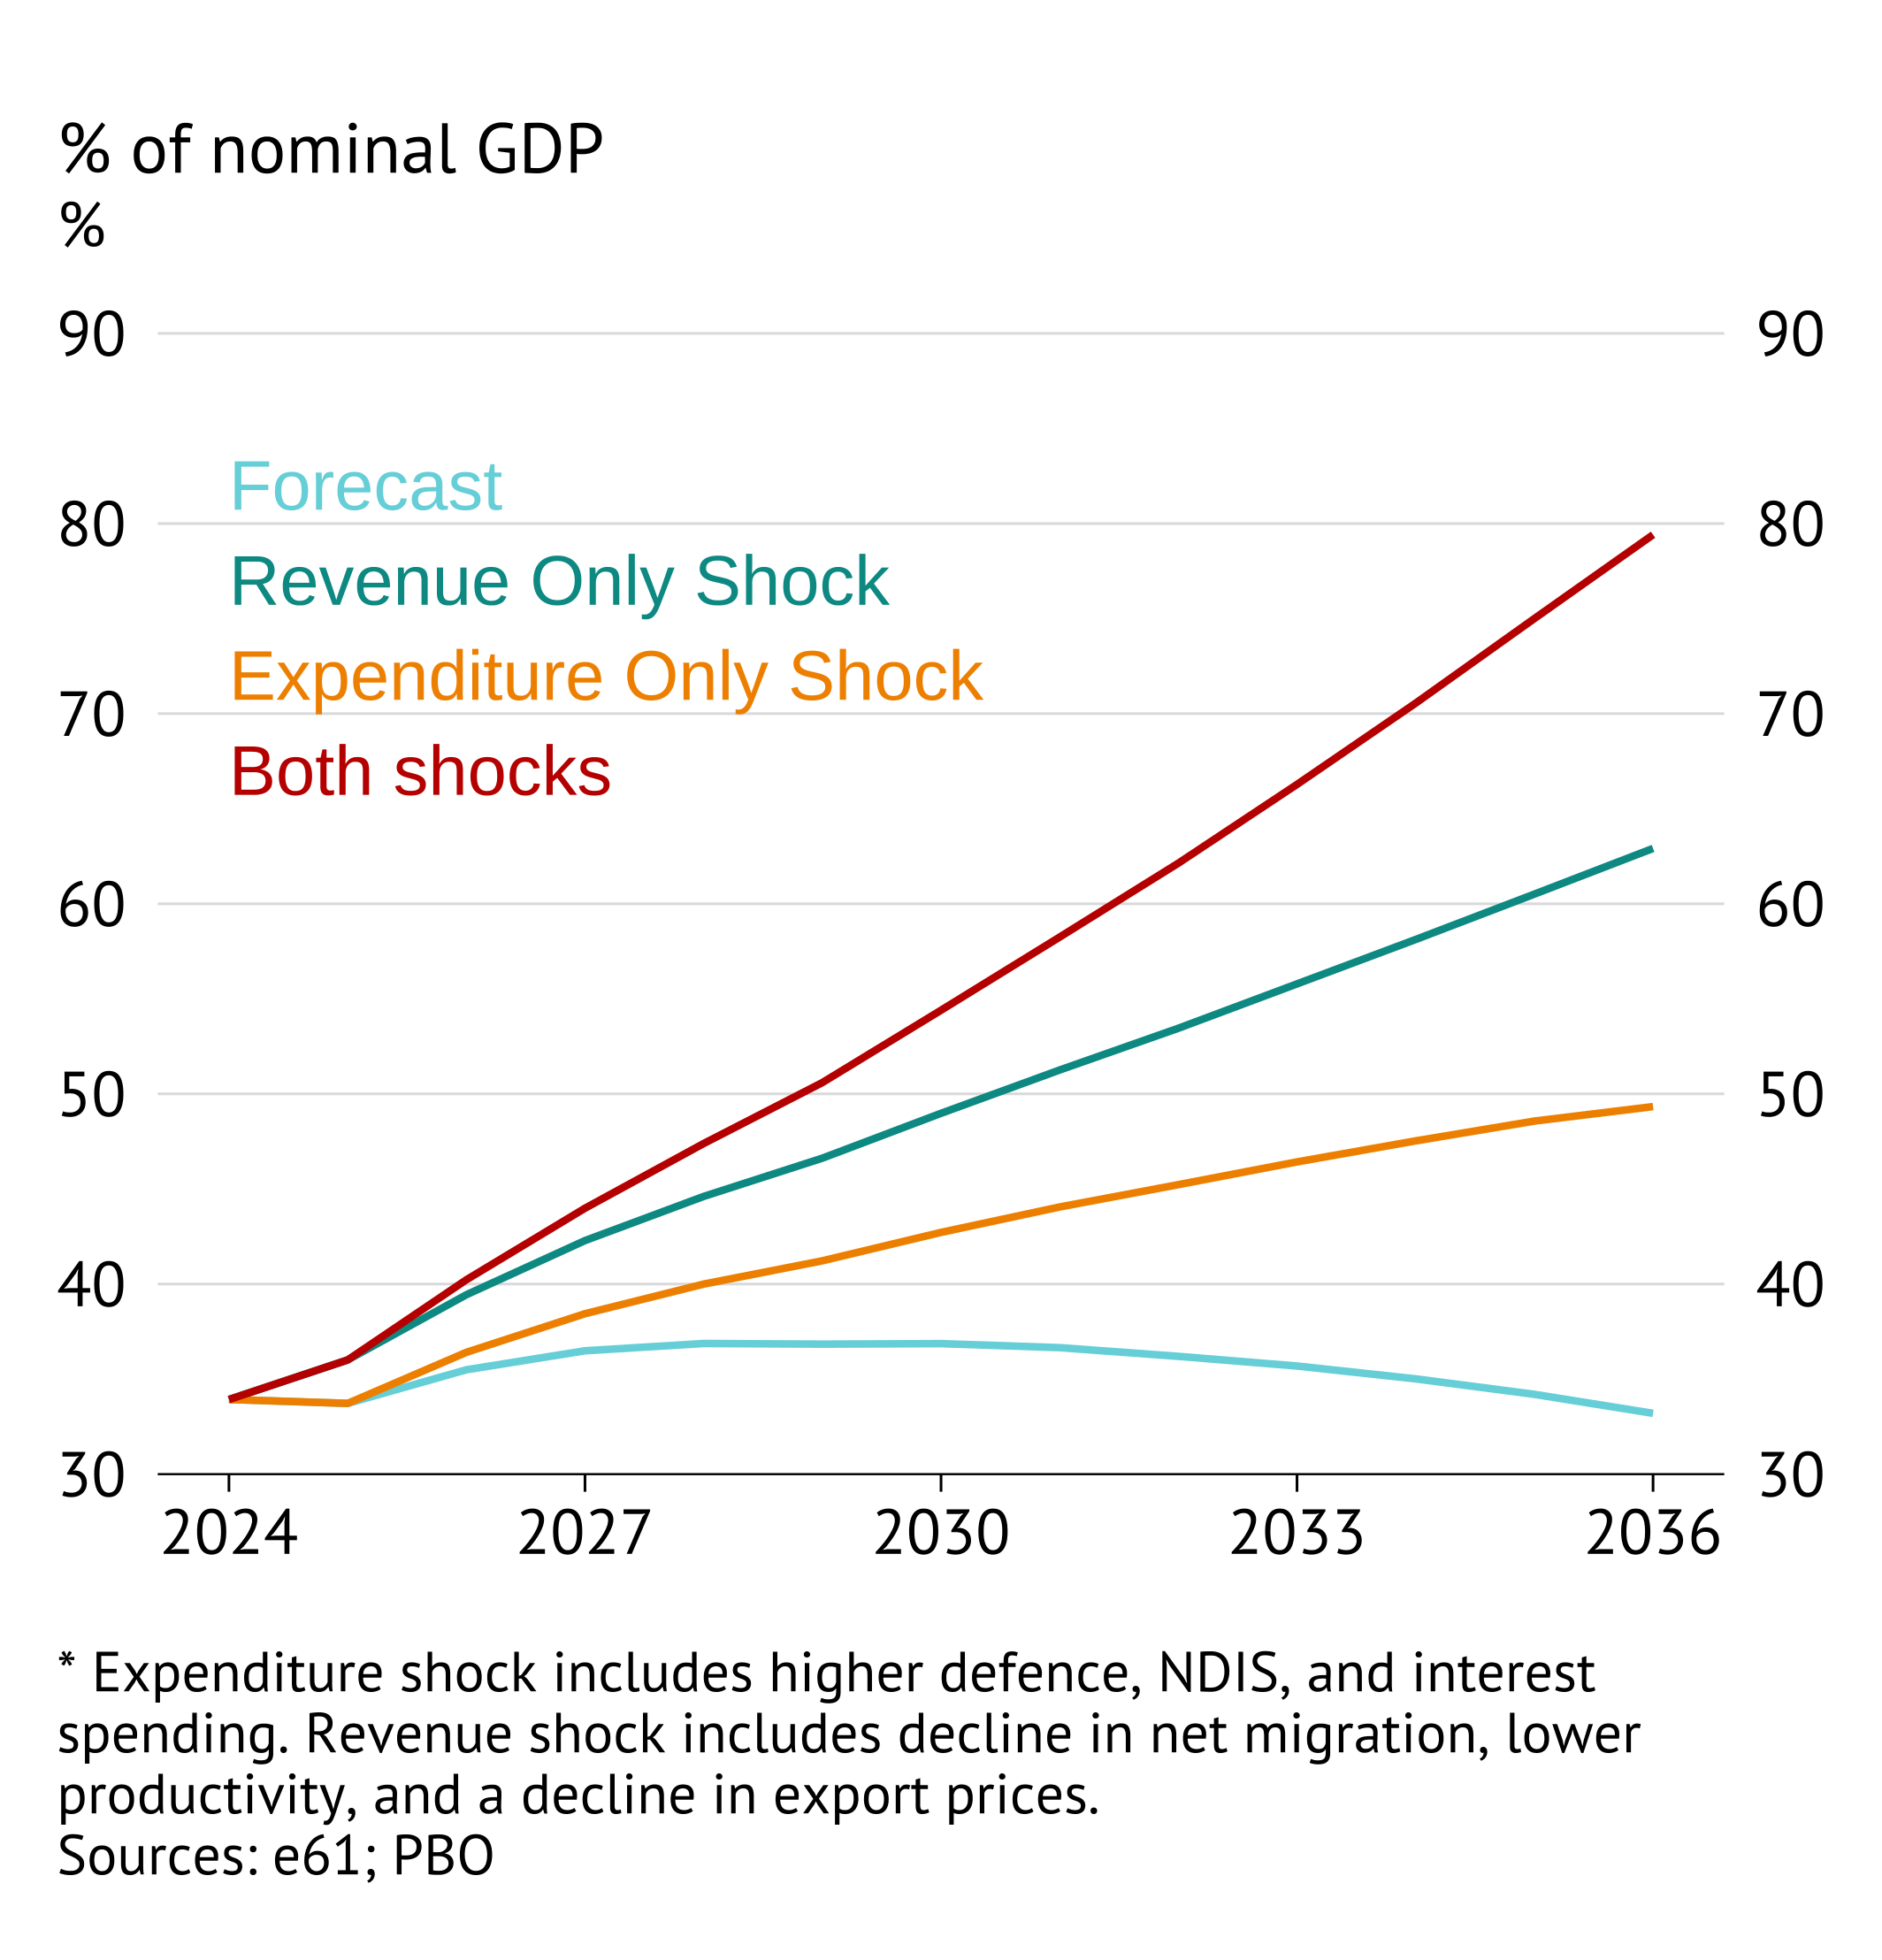 % of nominal GDP
%
90 90
Forecast
80 80
Revenue Only Shock
Expenditure Only Shock
70 70
Both shocks
60 60
50 50
40 40
30 30
2024 2027 2030 2033 2036
* Expenditure shock includes higher defence, NDIS, and interest
spending. Revenue shock includes decline in net migration, lower
productivity, and a decline in export prices.
Sources: e61; PBO